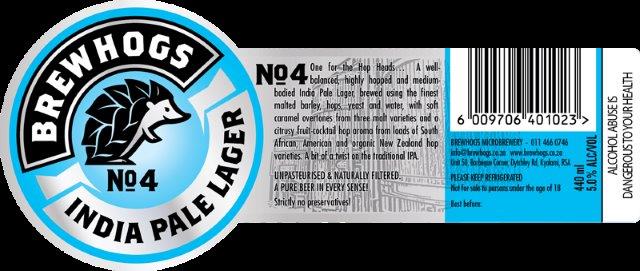 BREWHOGS
No 4
INDIA PALE LAGER
No 4 One for the Hop Heads... A well-
balanced, highly hopped and medium-
bodied India Pale Lager, brewed using the finest
malted barley, hops, yeast and water, with soft
caramel overtones from three malt varieties and a
citrusy fruit-cocktail hop aroma from loads of South
African, American and organic New Zealand hop
varieties. A bit of a twist on the traditional IPA.
UNPASTEURISED & NATURALLY FILTERED.
A PURE BEER IN EVERY SENSE!
Strictly no preservatives!
6 009706 401023 >
BREWHOGS MICROBREWERY - 011 466 0746
info@brewhogs.co.za www.brewhogs.co.za
Unit 50, Barbeque Corner, Dytchley Rd, Kyalami, RSA
PLEASE KEEP REFRIGERATED
Not for sale to persons under the age of 18
Best before:
440 ml
5.0% ALC/VOL
ALCOHOL ABUSE IS
DANGEROUS TO YOUR HEALTH